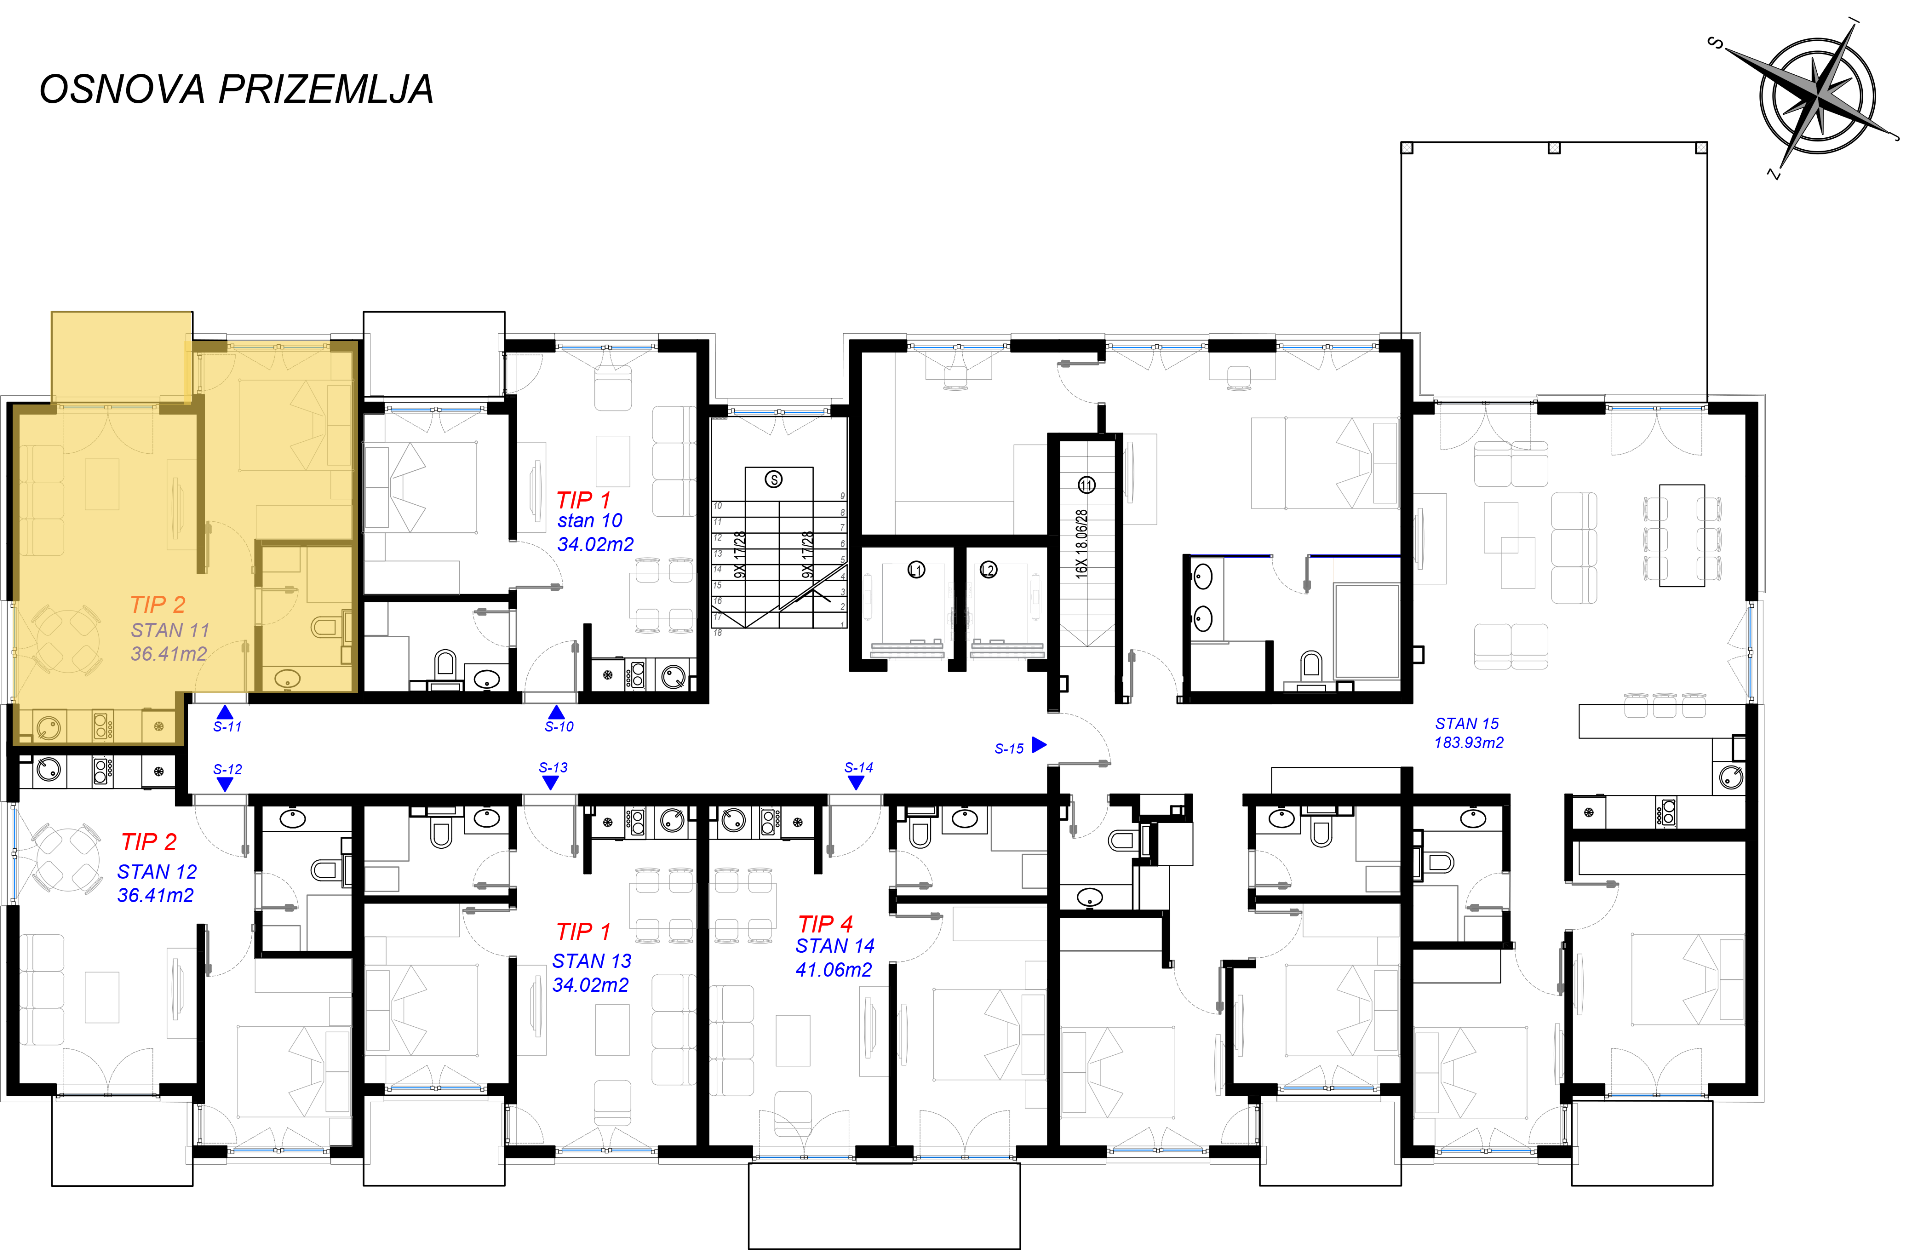 OSNOVA PRIZEMLJA
S
I
J
Z
TIP 1
stan 10
34.02m2
TIP 2
STAN 11
36.41m2
S
9X 17/28
9X 17/28
10
11
12
13
14
15
16
17
18
9
8
7
6
5
4
3
2
1
L1
L2
11
16X 18.06/28
STAN 15
183.93m2
S-11
S-10
S-15
S-12
S-13
S-14
TIP 2
STAN 12
36.41m2
TIP 1
STAN 13
34.02m2
TIP 4
STAN 14
41.06m2